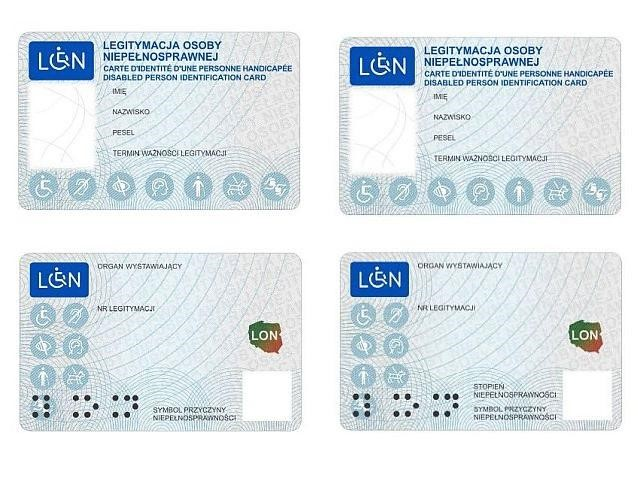 LON
LEGITYMACJA OSOBY
NIEPEŁNOSPRAWNEJ
CARTE D'IDENTITÉ D'UNE PERSONNE HANDICAPÉE
DISABLED PERSON IDENTIFICATION CARD
IMIĘ
NAZWISKO
PESEL
TERMIN WAŻNOŚCI LEGITYMACJI
LON
LEGITYMACJA OSOBY
NIEPEŁNOSPRAWNEJ
CARTE D'IDENTITÉ D'UNE PERSONNE HANDICAPÉE
DISABLED PERSON IDENTIFICATION CARD
IMIĘ
NAZWISKO
PESEL
TERMIN WAŻNOŚCI LEGITYMACJI
LON
ORGAN WYSTAWIAJĄCY
NR LEGITYMACJI
LON
SYMBOL PRZYCZYNY
NIEPEŁNOSPRAWNOŚCI
LON
ORGAN WYSTAWIAJĄCY
NR LEGITYMACJI
LON
STOPIEŃ
NIEPEŁNOSPRAWNOŚCI
SYMBOL PRZYCZYNY
NIEPEŁNOSPRAWNOŚCI